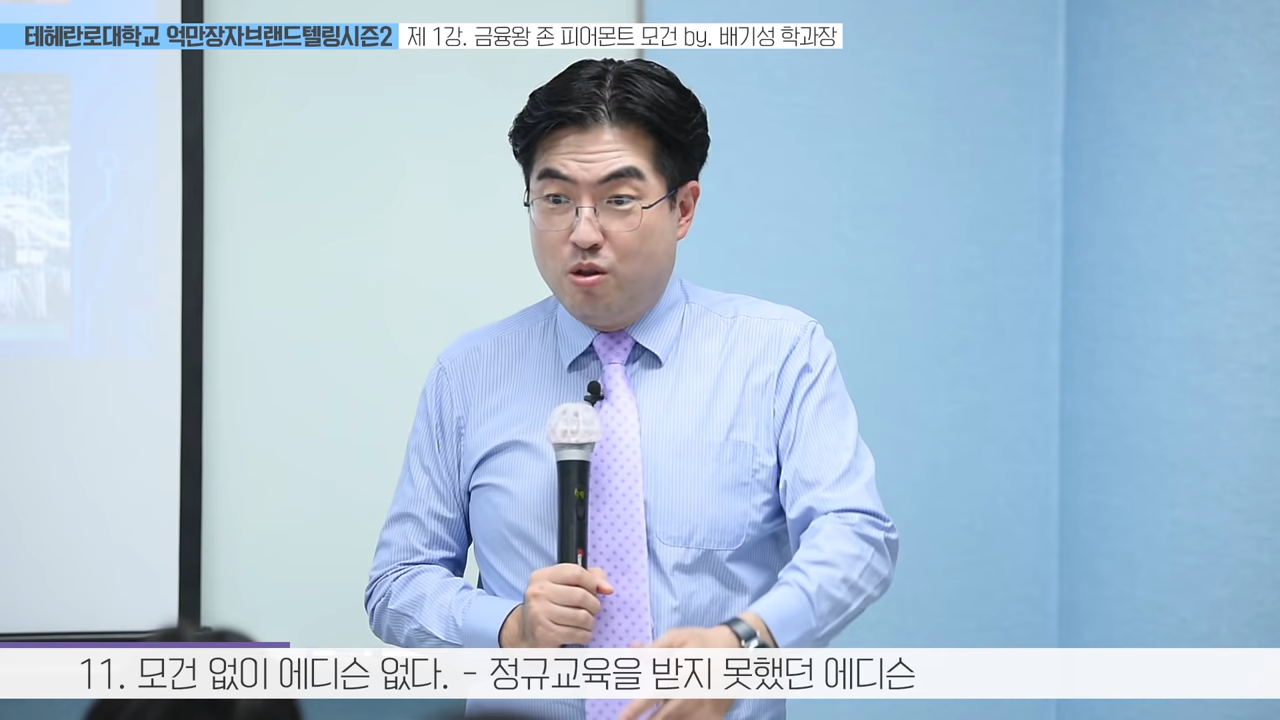 테헤란로대학교 억만장자브랜드텔링시즌2 제 1강. 금융왕 존 피어몬트 모건 by. 배기성 학과장
11. 모건 없이 에디슨 없다. - 정규교육을 받지 못했던 에디슨